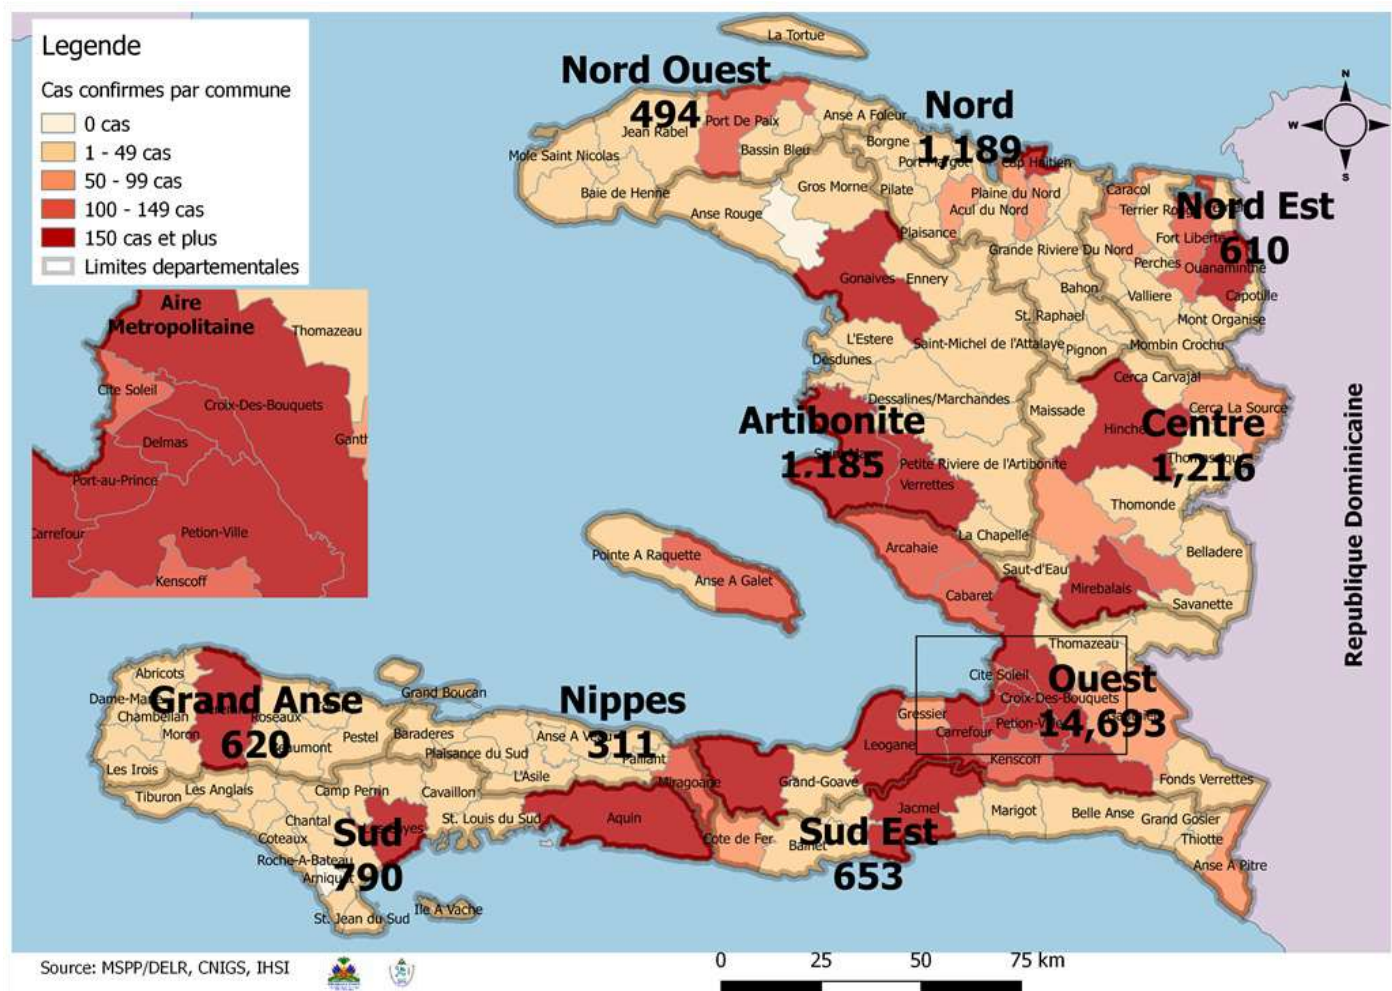 Legende
Cas confirmes par commune
0 cas
1 - 49 cas
50 - 99 cas
100 - 149 cas
150 cas et plus
Limites departementales
Aire
Metropolitaine
Thomazeau
Cite Soleil
Croix-Des-Bouquets
Delmas
Port-au-Prince
Carrefour
Petion-Ville
Kenscoff
La Tortue
Nord Ouest
494
Port De Paix
Jean Rabel
Anse A Foleur
Mole Saint Nicolas
Bassin Bleu
Baie de Henne
Nord
1,189
Borgne
Port Margot
Cap Haitien
Gros Morne
Pilate
Plaine du Nord
Acul du Nord
Anse Rouge
Plaisance
Caracol
Nord Est
610
Fort Liberte
Grande Riviere Du Nord
Perches
Ouanaminthe
Gonaives
Ennery
Bahon
Valliere
Capotille
St. Raphael
Mont Organise
L'Estere
Saint-Michel de l'Attalaye
Pignon
Mombin Crochu
Desdunes
Cerca Carvajal
Dessalines/Marchandes
Maissade
Cerca La Source
Artibonite
1,185
Centre
1,216
Petite Riviere de l'Artibonite
Verrettes
Thomonde
La Chapelle
Arcahaie
Belladere
Pointe A Raquette
Anse A Galet
Saut-d'Eau
Mirebalais
Cabaret
Savanette
Thomazeau
Cite Soleil
Ouest
14,693
Croix-Des-Bouquets
Gressier
Carrefour
Leogane
Kenscoff
Fonds Verrettes
Republique Dominicaine
N
W
E
S
Abricots
Grand Anse
620
Chambellan
Roseaux
Moron
Pestel
Les Irois
Grand Boucan
Nippes
311
Baraderes
Plaisance du Sud
L'Asile
Paillant
Miragoane
Grand-Goave
Tiburon
Les Anglais
Camp Perrin
Cavaillon
Chantal
St. Louis du Sud
Aquin
Coteaux
Sud
790
Roche-A-Bateau
St. Jean du Sud
Ile A Vache
Cote de Fer
Sud Est
653
Jacmel
Marigot
Belle Anse
Grand Gosier
Thiotte
Anse A Pitre
Source: MSPP/DELR, CNIGS, IHSI
0 25 50 75 km